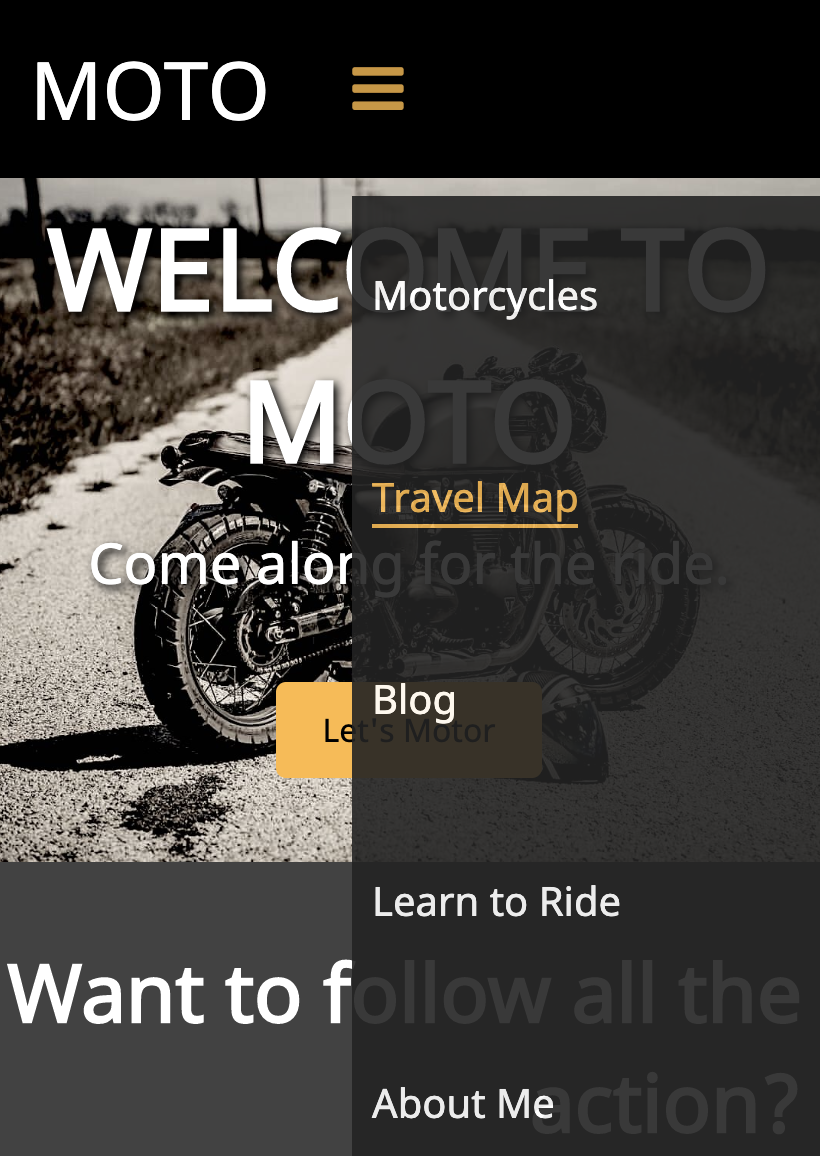 MOTO
WELCOME TO
Motorcycles
MOTO
Travel Map
Come along for the ride.
Blog
Let's Motor
Learn to Ride
Want to follow all the
action?
About Me